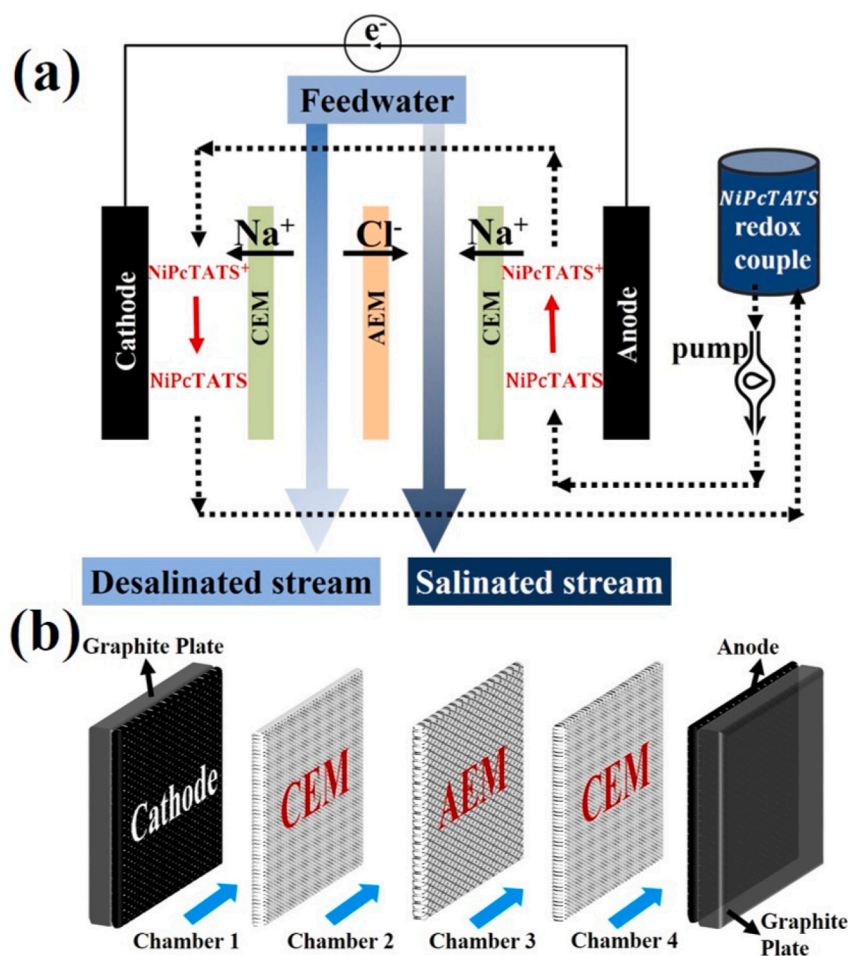 (a)
e-
Feedwater
NiPcTATS
redox
couple
Na+
Cl-
Na+
NiPcTATS+
NiPcTATS+
Cathode
CEM
AEM
CEM
Anode
pump
NiPcTATS
NiPcTATS
Desalinated stream
Salinated stream
(b)
Graphite Plate
Anode
Cathode
CEM
AEM
CEM
Chamber 1
Chamber 2
Chamber 3
Chamber 4
Graphite
Plate